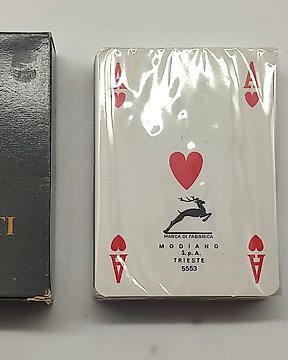 A A
MARCA DI FABBRICA
MODIANO
S.p.A.
TRIESTE
5553
A A
TI